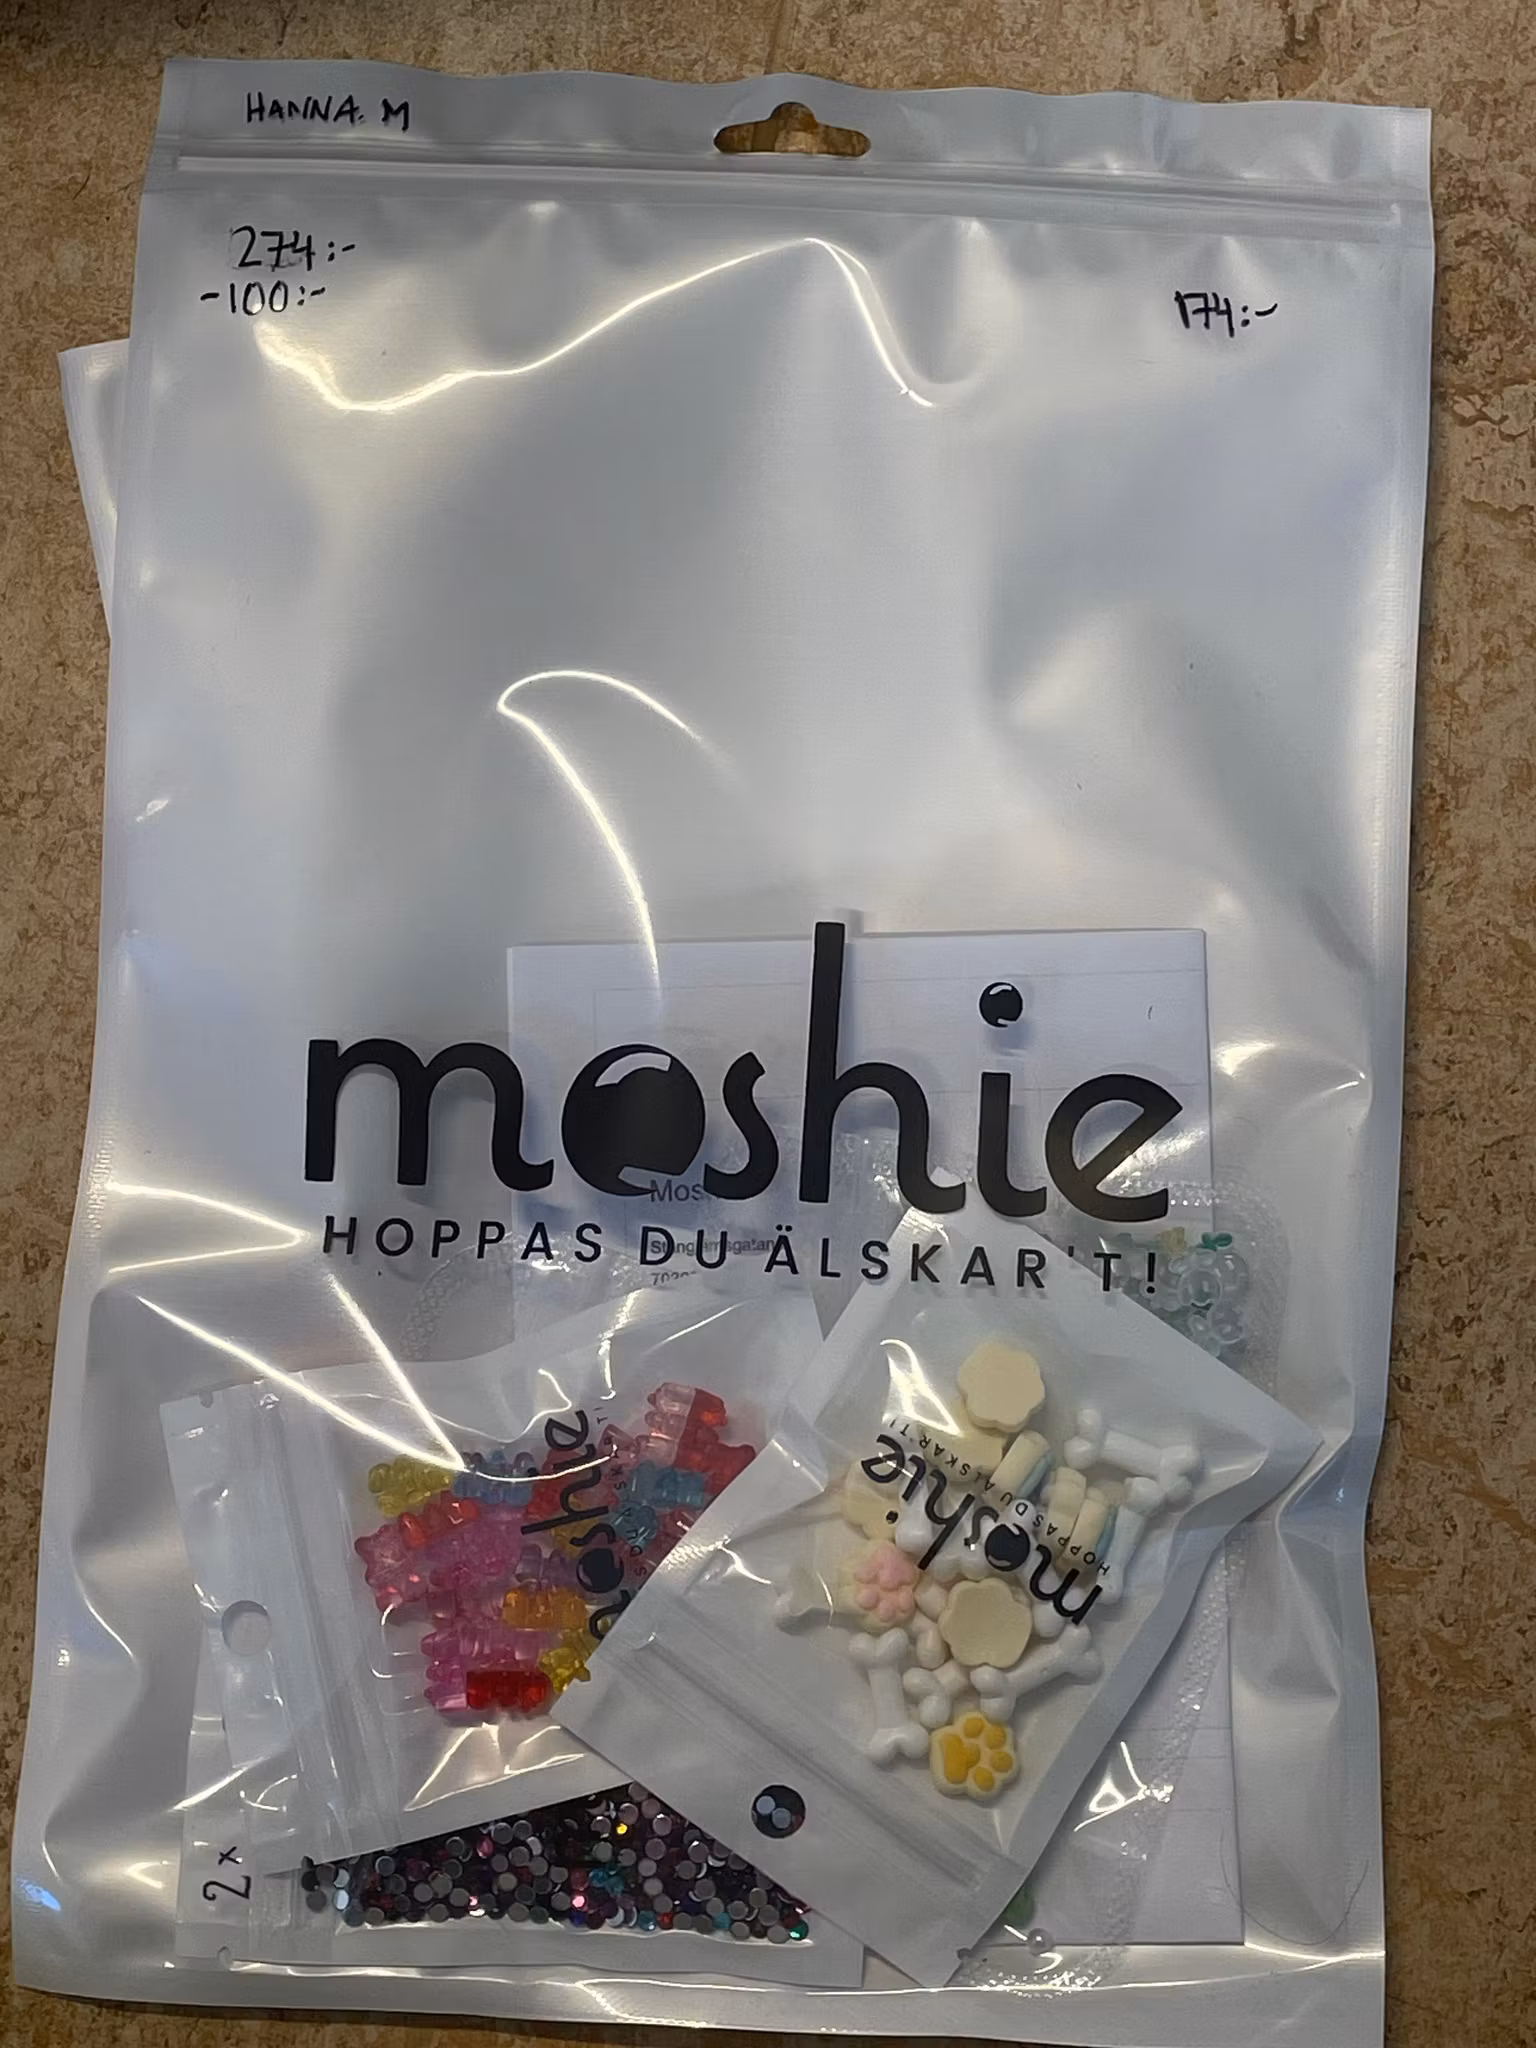 HANNA. M
274:-
-100:-
174:-
moshie
HOPPAS DU ÄLSKAR'T!
moshie
moshie
HOPPAS DU ÄLSKAR'T!
2x